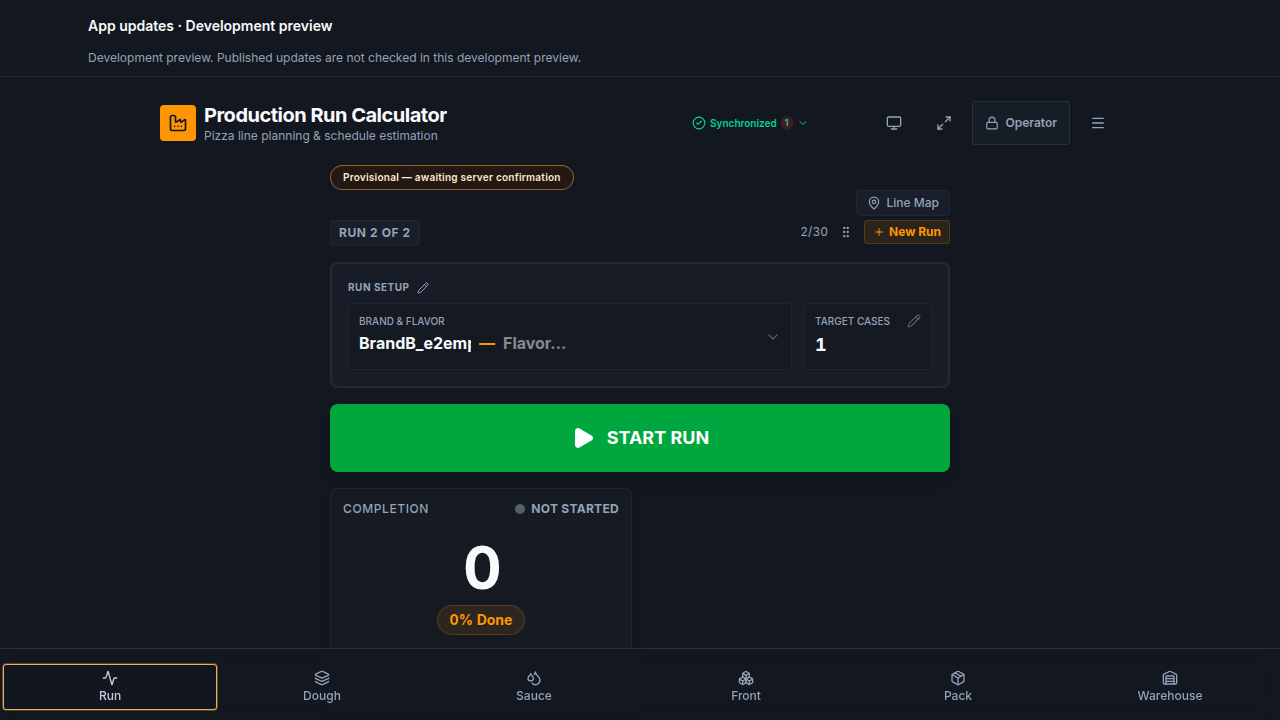 App updates · Development preview
Development preview. Published updates are not checked in this development preview.
Production Run Calculator
Pizza line planning & schedule estimation
Synchronized 1
Operator
Provisional — awaiting server confirmation
Line Map
RUN 2 OF 2
2/30
+ New Run
RUN SETUP
BRAND & FLAVOR
BrandB_e2emp — Flavor...
TARGET CASES
1
START RUN
COMPLETION
NOT STARTED
0
0% Done
Run
Dough
Sauce
Front
Pack
Warehouse